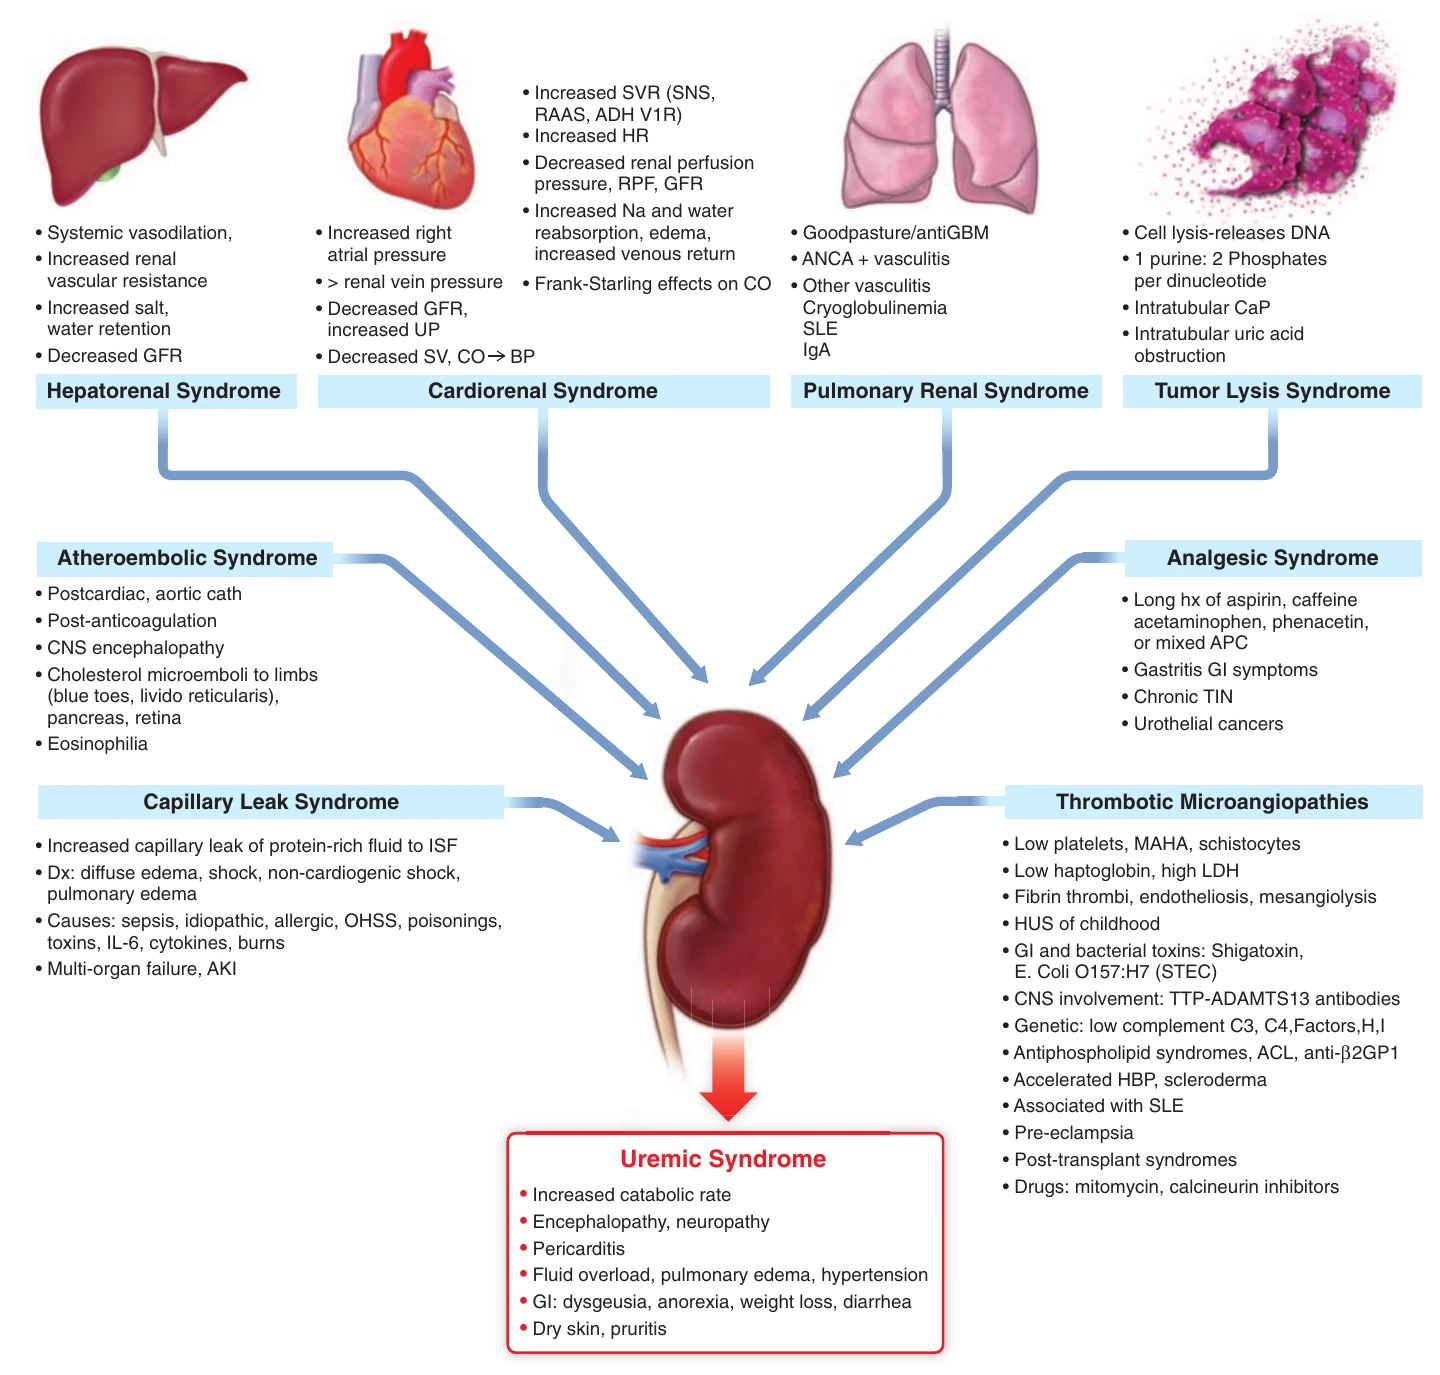 • Systemic vasodilation,
• Increased renal
vascular resistance
• Increased salt,
water retention
• Decreased GFR
Hepatorenal Syndrome
• Increased right
atrial pressure
• > renal vein pressure
• Decreased GFR,
increased UP
• Decreased SV, CO→ BP
• Increased SVR (SNS,
RAAS, ADH V1R)
• Increased HR
• Decreased renal perfusion
pressure, RPF, GFR
• Increased Na and water
reabsorption, edema,
increased venous return
• Frank-Starling effects on CO
Cardiorenal Syndrome
• Goodpasture/antiGBM
• ANCA + vasculitis
• Other vasculitis
Cryoglobulinemia
SLE
IgA
Pulmonary Renal Syndrome
• Cell lysis-releases DNA
• 1 purine: 2 Phosphates
per dinucleotide
• Intratubular CaP
• Intratubular uric acid
obstruction
Tumor Lysis Syndrome
Atheroembolic Syndrome
• Postcardiac, aortic cath
• Post-anticoagulation
• CNS encephalopathy
• Cholesterol microemboli to limbs
(blue toes, livido reticularis),
pancreas, retina
• Eosinophilia
Analgesic Syndrome
• Long hx of aspirin, caffeine
acetaminophen, phenacetin,
or mixed APC
• Gastritis GI symptoms
• Chronic TIN
• Urothelial cancers
Capillary Leak Syndrome
• Increased capillary leak of protein-rich fluid to ISF
• Dx: diffuse edema, shock, non-cardiogenic shock,
pulmonary edema
• Causes: sepsis, idiopathic, allergic, OHSS, poisonings,
toxins, IL-6, cytokines, burns
• Multi-organ failure, AKI
Thrombotic Microangiopathies
• Low platelets, MAHA, schistocytes
• Low haptoglobin, high LDH
• Fibrin thrombi, endotheliosis, mesangiolysis
• HUS of childhood
• GI and bacterial toxins: Shigatoxin,
E. Coli O157:H7 (STEC)
• CNS involvement: TTP-ADAMTS13 antibodies
• Genetic: low complement C3, C4,Factors,H,I
• Antiphospholipid syndromes, ACL, anti-β2GP1
• Accelerated HBP, scleroderma
• Associated with SLE
• Pre-eclampsia
• Post-transplant syndromes
• Drugs: mitomycin, calcineurin inhibitors
Uremic Syndrome
• Increased catabolic rate
• Encephalopathy, neuropathy
• Pericarditis
• Fluid overload, pulmonary edema, hypertension
• GI: dysgeusia, anorexia, weight loss, diarrhea
• Dry skin, pruritis